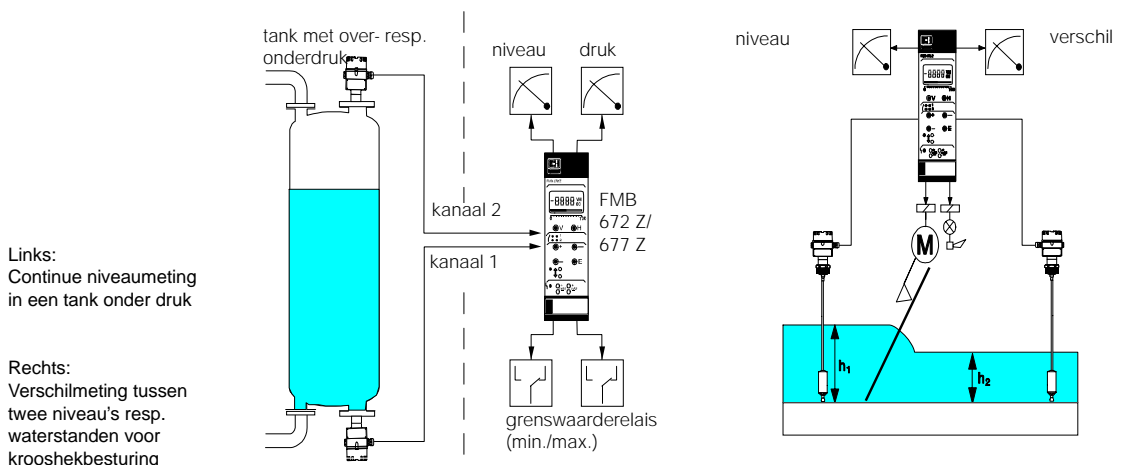 Links:
Continue niveaumeting
in een tank onder druk
Rechts:
Verschilmeting tussen
twee niveau's resp.
waterstanden voor
krooshekbesturing
tank met over- resp.
onderdruk
niveau
druk
kanaal 2
kanaal 1
FMB
672 Z/
677 Z
-8888
V
H
+
–
–
E
grenswaarderelais
(min./max.)
niveau
verschil
-8888
V
H
+
–
–
E
M
h1
h2